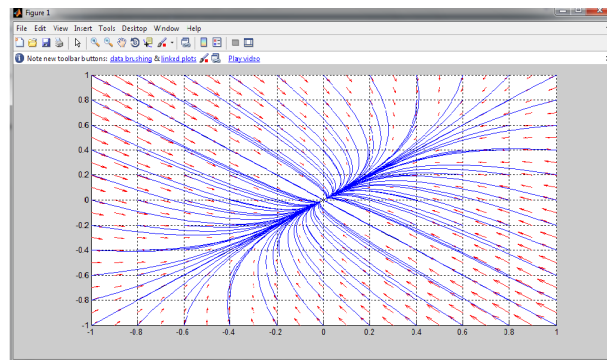 Figure 1
File Edit View Insert Tools Desktop Window Help
Note new toolbar buttons: data brushing & linked plots Play video
1
0.8
0.6
0.4
0.2
0
-0.2
-0.4
-0.6
-0.8
-1
-1 -0.8 -0.6 -0.4 -0.2 0 0.2 0.4 0.6 0.8 1